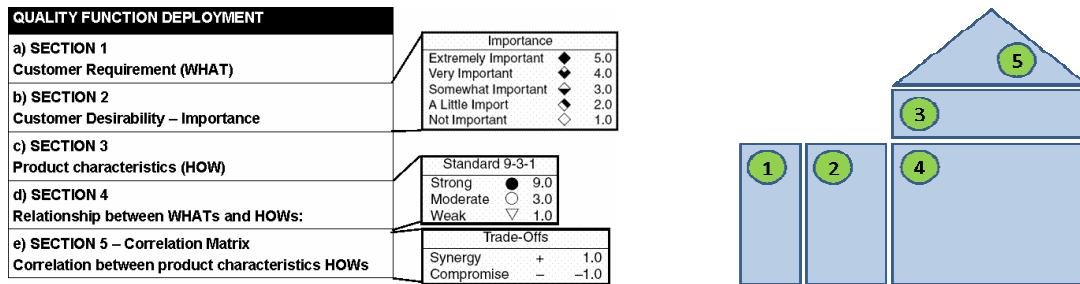 QUALITY FUNCTION DEPLOYMENT
a) SECTION 1
Customer Requirement (WHAT)
b) SECTION 2
Customer Desirability – Importance
c) SECTION 3
Product characteristics (HOW)
d) SECTION 4
Relationship between WHATs and HOWs:
e) SECTION 5 – Correlation Matrix
Correlation between product characteristics HOWs
Importance
Extremely Important 5.0
Very Important 4.0
Somewhat Important 3.0
A Little Import 2.0
Not Important 1.0
Standard 9-3-1
Strong 9.0
Moderate 3.0
Weak 1.0
Trade-Offs
Synergy + 1.0
Compromise – –1.0
5
3
1 2 4